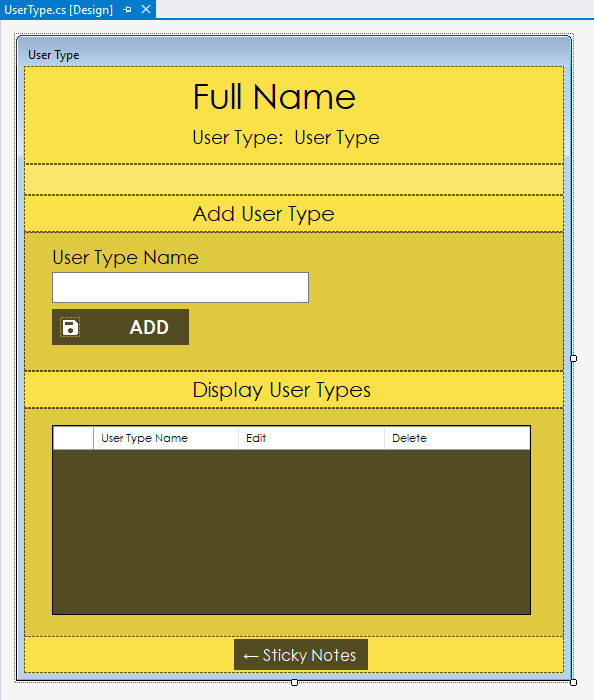 UserType.cs [Design]
User Type
Full Name
User Type: User Type
Add User Type
User Type Name
ADD
Display User Types
User Type Name Edit Delete
← Sticky Notes